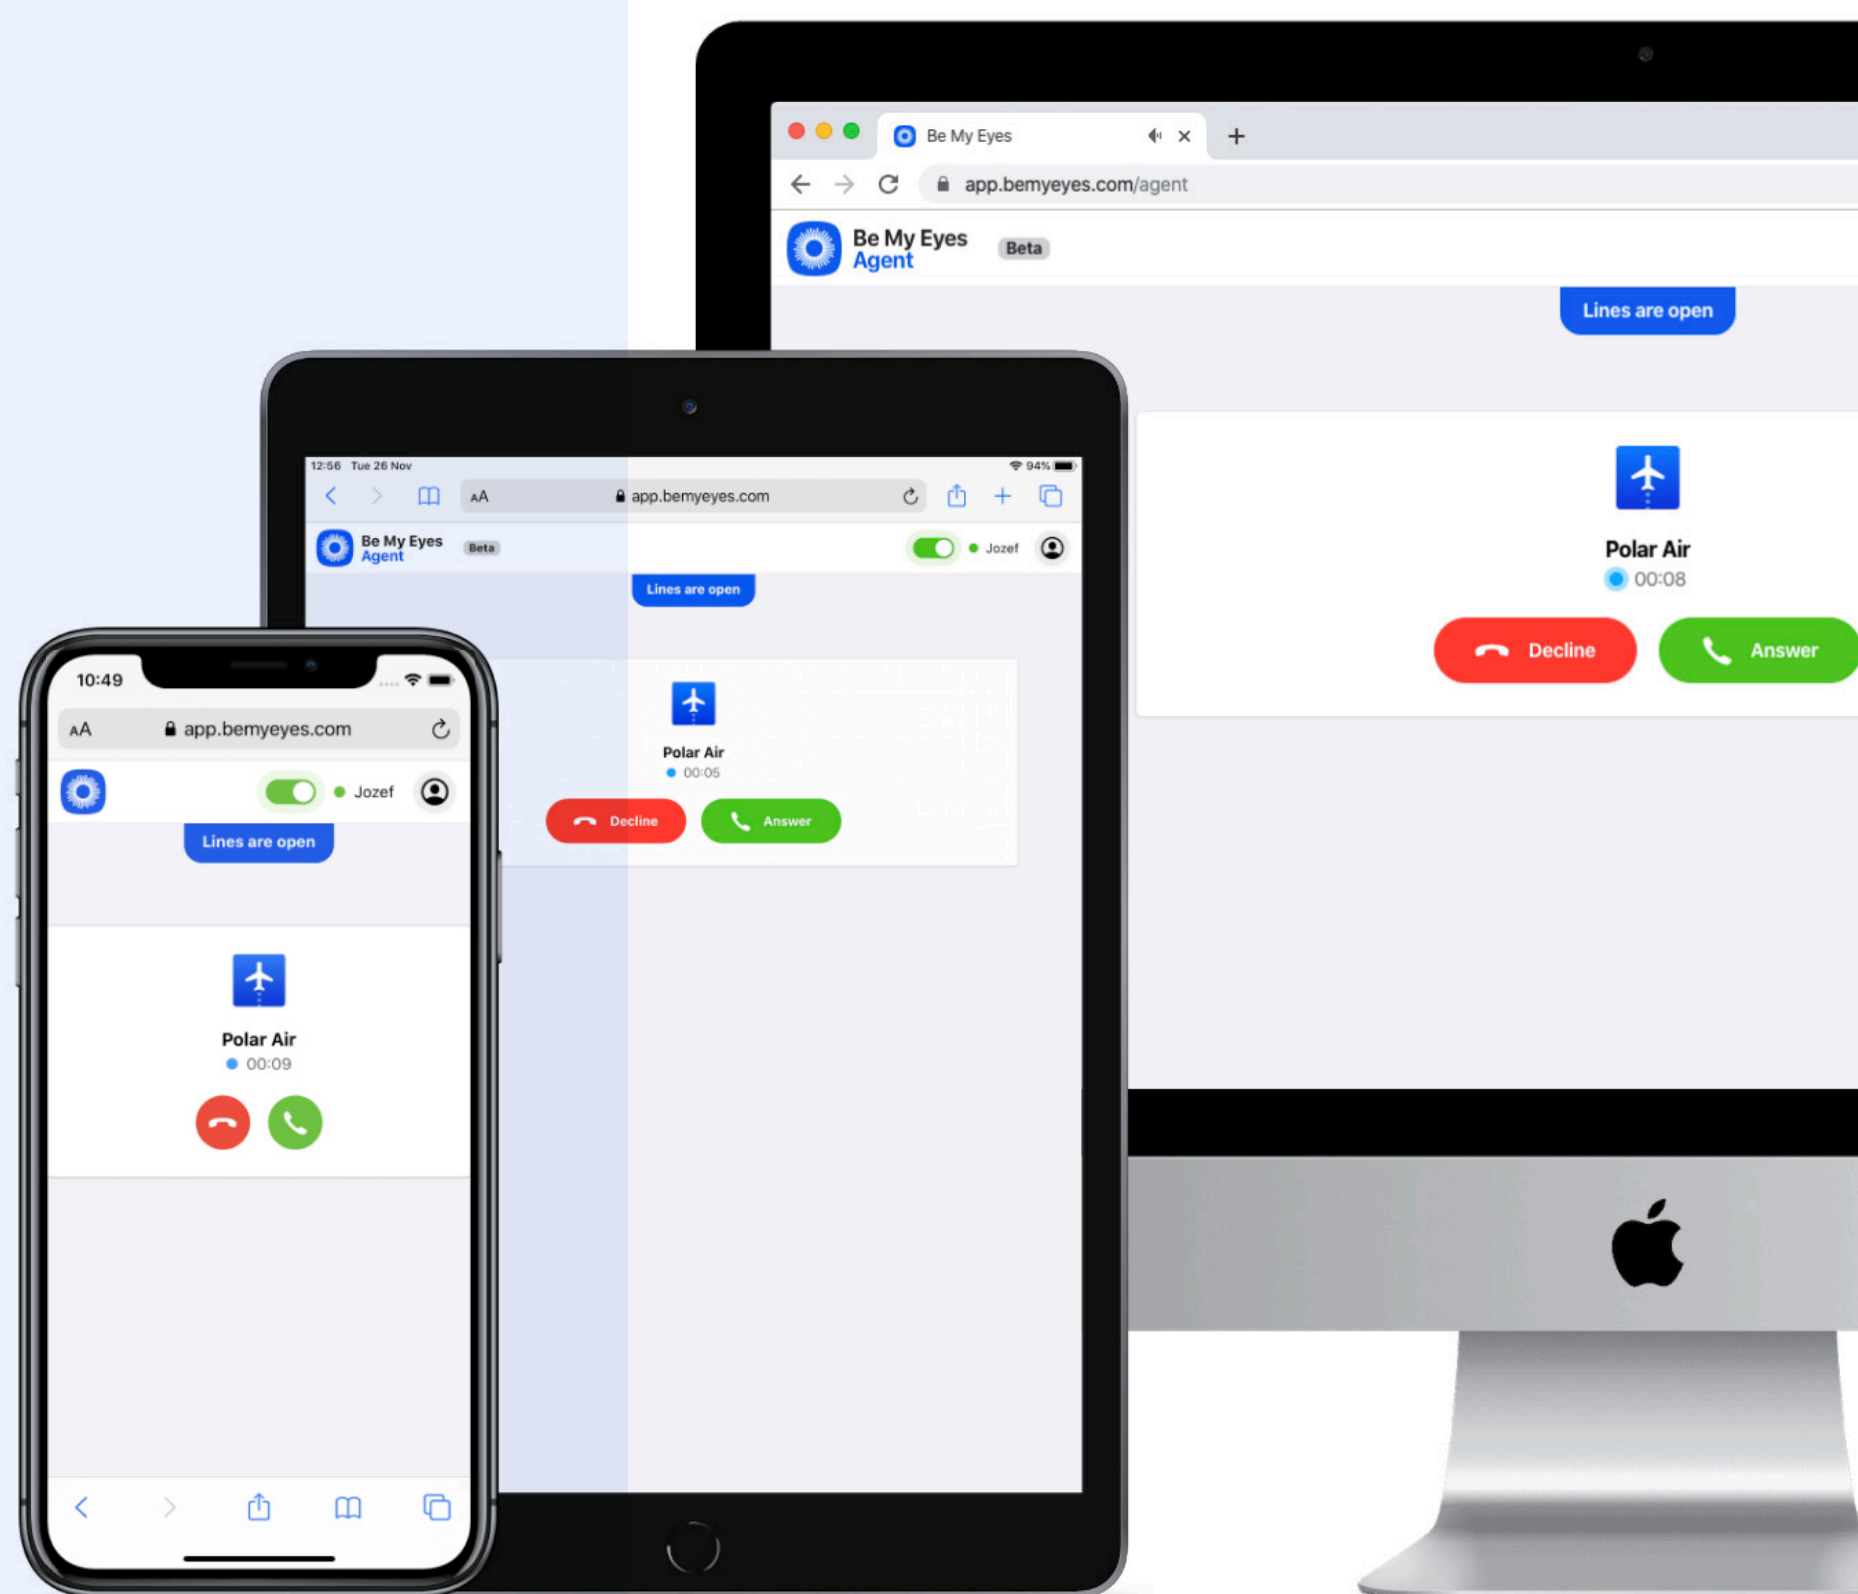 Be My Eyes
app.bemyeyes.com/agent
Be My Eyes
Agent
Beta
Lines are open
Polar Air
00:08
Decline
Answer
12:56 Tue 26 Nov
94%
AA
app.bemyeyes.com
Be My Eyes
Agent
Beta
Jozef
Lines are open
Polar Air
00:05
Decline
Answer
10:49
AA
app.bemyeyes.com
Jozef
Lines are open
Polar Air
00:09